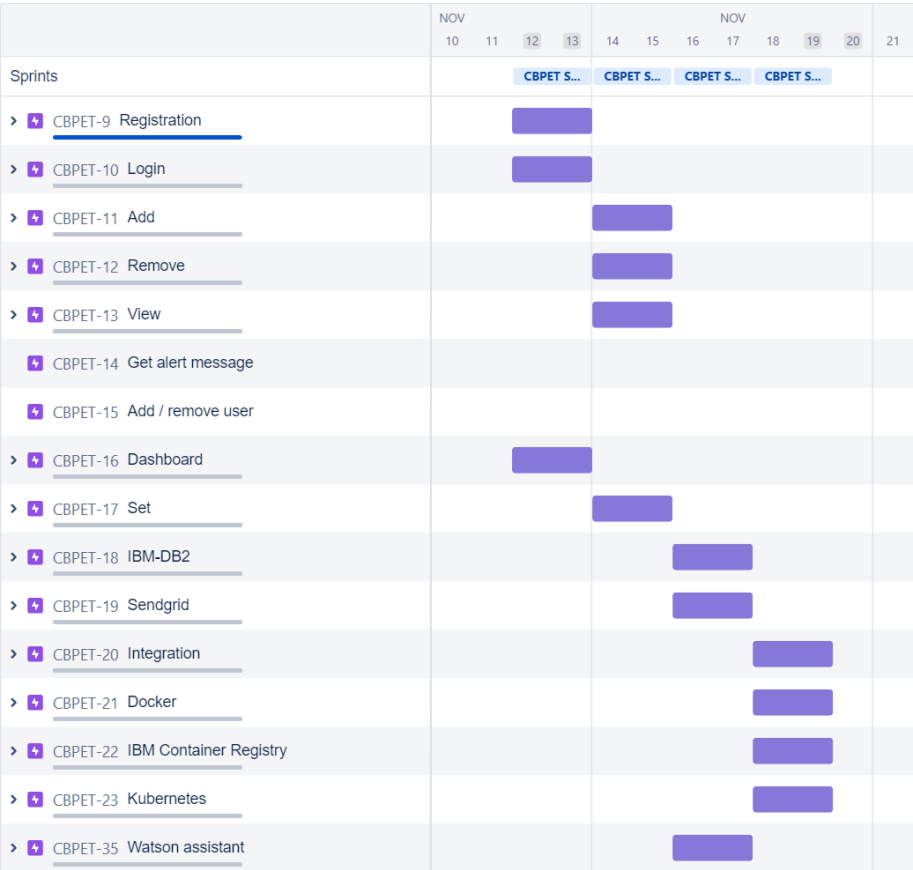 NOV NOV
10 11 12 13 14 15 16 17 18 19 20 21
Sprints CBPET S... CBPET S... CBPET S... CBPET S...
CBPET-9 Registration
CBPET-10 Login
CBPET-11 Add
CBPET-12 Remove
CBPET-13 View
CBPET-14 Get alert message
CBPET-15 Add / remove user
CBPET-16 Dashboard
CBPET-17 Set
CBPET-18 IBM-DB2
CBPET-19 Sendgrid
CBPET-20 Integration
CBPET-21 Docker
CBPET-22 IBM Container Registry
CBPET-23 Kubernetes
CBPET-35 Watson assistant